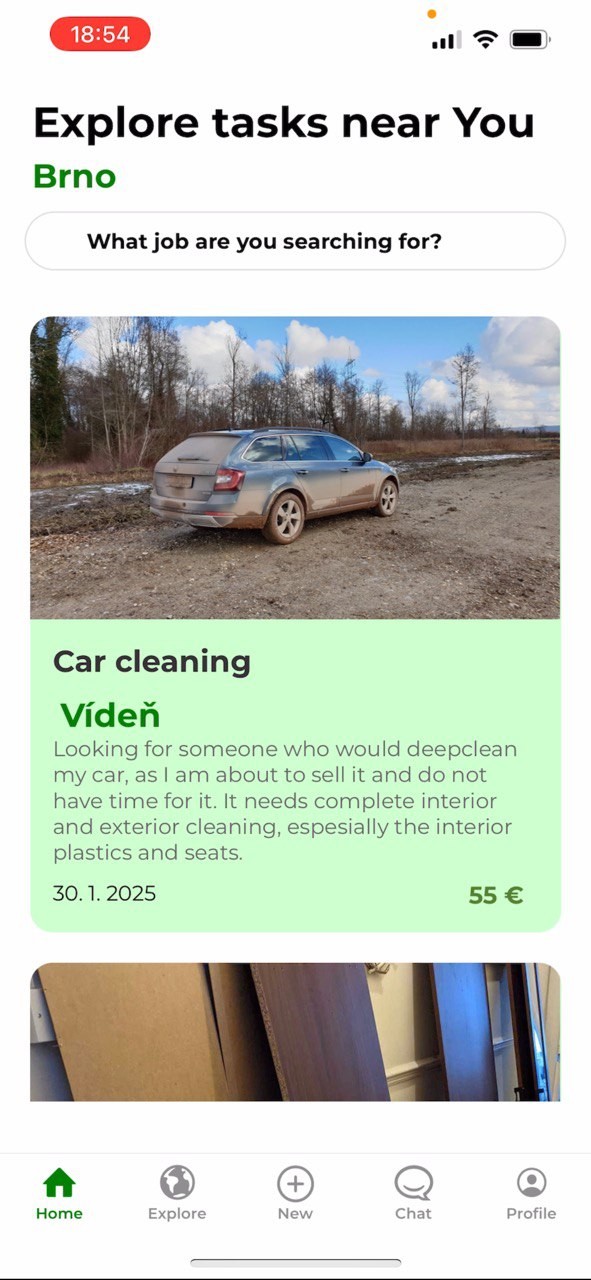 18:54
Explore tasks near You
Brno
What job are you searching for?
Car cleaning
Vídeň
Looking for someone who would deepclean
my car, as I am about to sell it and do not
have time for it. It needs complete interior
and exterior cleaning, espesially the interior
plastics and seats.
30. 1. 2025
55 €
Home
Explore
New
Chat
Profile